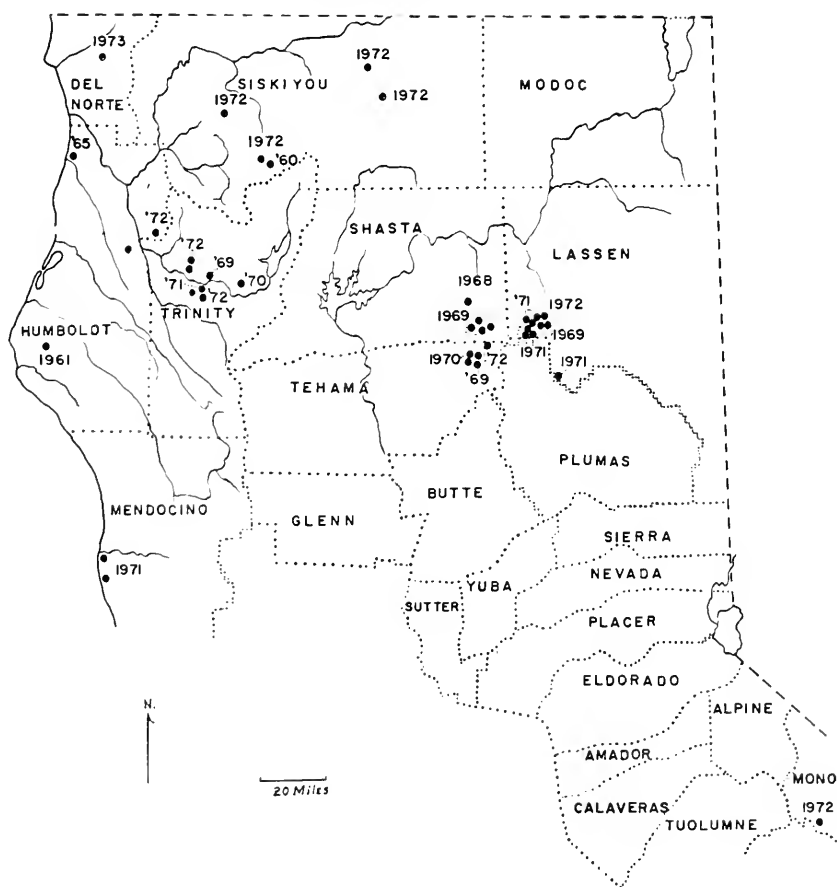 1973
1972
DEL
NORTE
SISKIYOU
1972
1972
MODOC
'65
1972
'60
'72
SHASTA
LASSEN
'72
'69
'70
'71
'72
TRINITY
1968
'71
1972
1969
1969
1971
HUMBOLOT
1961
1970
'72
'69
1971
TEHAMA
PLUMAS
BUTTE
MENDOCINO
GLENN
SIERRA
1971
NEVADA
YUBA
SUTTER
PLACER
ELDORADO
N.
ALPINE
AMADOR
20 Miles
MONO
CALAVERAS
1972
TUOLUMNE